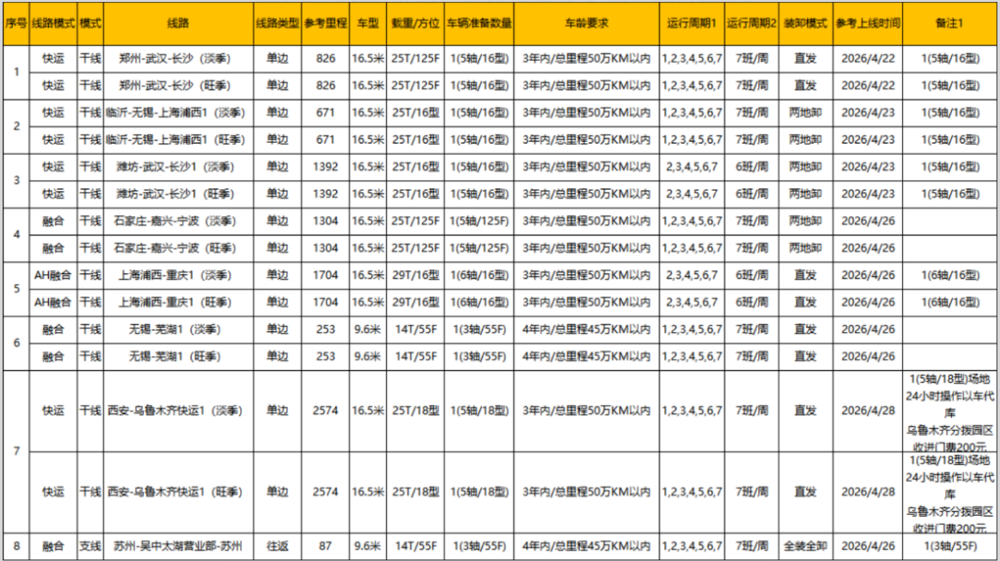 序号 线路模式 模式 线路 线路类型 参考里程 车型 载重/方位 车辆准备数量 车龄要求 运行周期1 运行周期2 装卸模式 参考上线时间 备注1
1 快运 干线 郑州-武汉-长沙（淡季） 单边 826 16.5米 25T/125F 1(5轴/16型) 3年内/总里程50万KM以内 1,2,3,4,5,6,7 7班/周 直发 2026/4/22 1(5轴/16型)
快运 干线 郑州-武汉-长沙（旺季） 单边 826 16.5米 25T/125F 1(5轴/16型) 3年内/总里程50万KM以内 1,2,3,4,5,6,7 7班/周 直发 2026/4/22 1(5轴/16型)
2 快运 干线 临沂-无锡-上海浦西1（淡季） 单边 671 16.5米 25T/16型 1(5轴/16型) 3年内/总里程50万KM以内 1,2,3,4,5,6,7 7班/周 两地卸 2026/4/23 1(5轴/16型)
快运 干线 临沂-无锡-上海浦西1（旺季） 单边 671 16.5米 25T/16型 1(5轴/16型) 3年内/总里程50万KM以内 1,2,3,4,5,6,7 7班/周 两地卸 2026/4/23 1(5轴/16型)
3 快运 干线 潍坊-武汉-长沙1（淡季） 单边 1392 16.5米 25T/16型 1(5轴/16型) 3年内/总里程50万KM以内 2,3,4,5,6,7 6班/周 两地卸 2026/4/23 1(5轴/16型)
快运 干线 潍坊-武汉-长沙1（旺季） 单边 1392 16.5米 25T/16型 1(5轴/16型) 3年内/总里程50万KM以内 2,3,4,5,6,7 6班/周 两地卸 2026/4/23 1(5轴/16型)
4 融合 干线 石家庄-嘉兴-宁波（淡季） 单边 1304 16.5米 25T/125F 1(5轴/125F) 3年内/总里程50万KM以内 1,2,3,4,5,6,7 7班/周 两地卸 2026/4/26
融合 干线 石家庄-嘉兴-宁波（旺季） 单边 1304 16.5米 25T/125F 1(5轴/125F) 3年内/总里程50万KM以内 1,2,3,4,5,6,7 7班/周 两地卸 2026/4/26
5 AH融合 干线 上海浦西-重庆1（淡季） 单边 1704 16.5米 29T/16型 1(6轴/16型) 3年内/总里程50万KM以内 2,3,4,5,6,7 6班/周 直发 2026/4/26 1(6轴/16型)
AH融合 干线 上海浦西-重庆1（旺季） 单边 1704 16.5米 29T/16型 1(6轴/16型) 3年内/总里程50万KM以内 2,3,4,5,6,7 6班/周 直发 2026/4/26 1(6轴/16型)
6 融合 干线 无锡-芜湖1（淡季） 单边 253 9.6米 14T/55F 1(3轴/55F) 4年内/总里程45万KM以内 1,2,3,4,5,6,7 7班/周 直发 2026/4/26
融合 干线 无锡-芜湖1（旺季） 单边 253 9.6米 14T/55F 1(3轴/55F) 4年内/总里程45万KM以内 1,2,3,4,5,6,7 7班/周 直发 2026/4/26
7 快运 干线 西安-乌鲁木齐快运1（淡季） 单边 2574 16.5米 25T/18型 1(5轴/18型) 3年内/总里程50万KM以内 1,2,3,4,5,6,7 7班/周 直发 2026/4/28 1(5轴/18型)场地
24小时操作以车代
库
乌鲁木齐分拨园区
收进门费200元
快运 干线 西安-乌鲁木齐快运1（旺季） 单边 2574 16.5米 25T/18型 1(5轴/18型) 3年内/总里程50万KM以内 1,2,3,4,5,6,7 7班/周 直发 2026/4/28 1(5轴/18型)场地
24小时操作以车代
库
乌鲁木齐分拨园区
收进门费200元
8 融合 支线 苏州-吴中太湖营业部-苏州 往返 87 9.6米 14T/55F 1(3轴/55F) 4年内/总里程45万KM以内 1,2,3,4,5,6,7 7班/周 全装全卸 2026/4/26 1(3轴/55F)